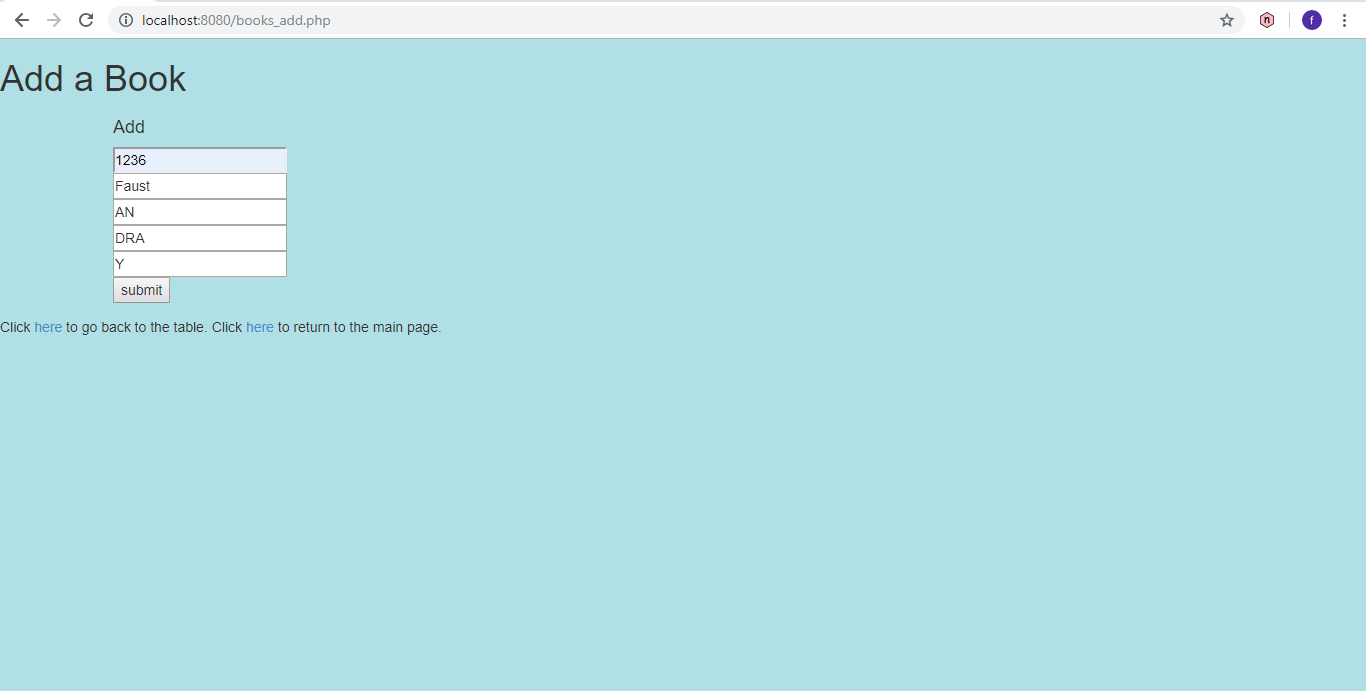 localhost:8080/books_add.php
n
f
Add a Book
Add
1236
Faust
AN
DRA
Y
submit
Click here to go back to the table. Click here to return to the main page.